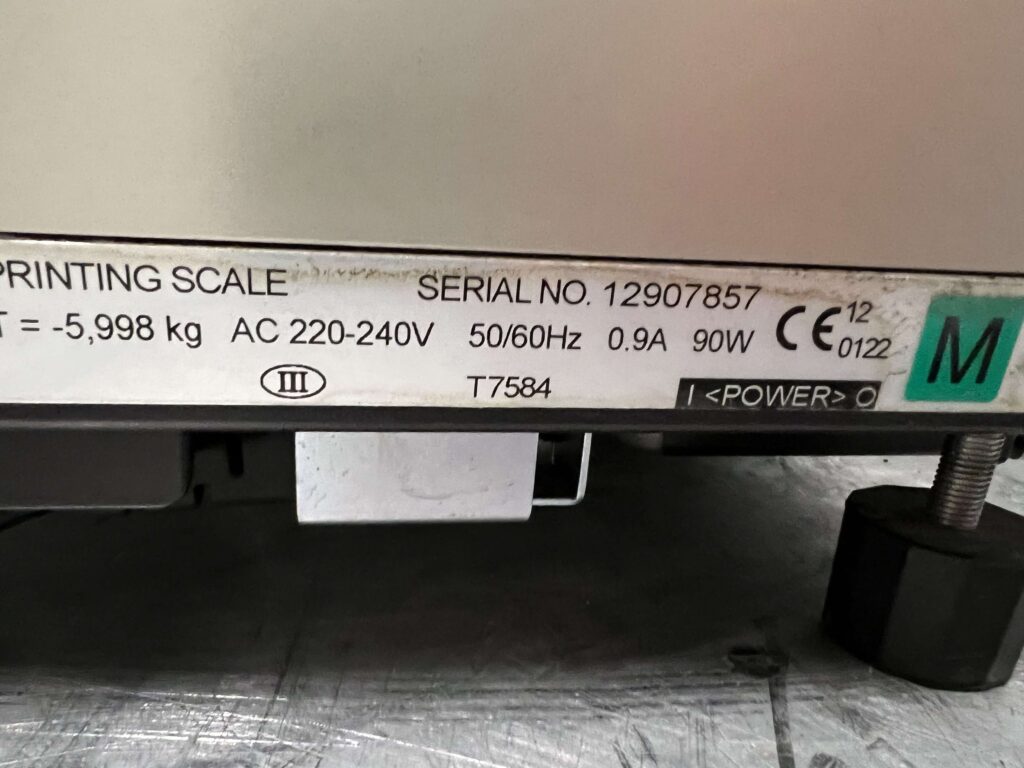 PRINTING SCALE SERIAL NO. 12907857
T = -5,998 kg AC 220-240V 50/60Hz 0.9A 90W CE 12 0122 M
III T7584 I <POWER> O